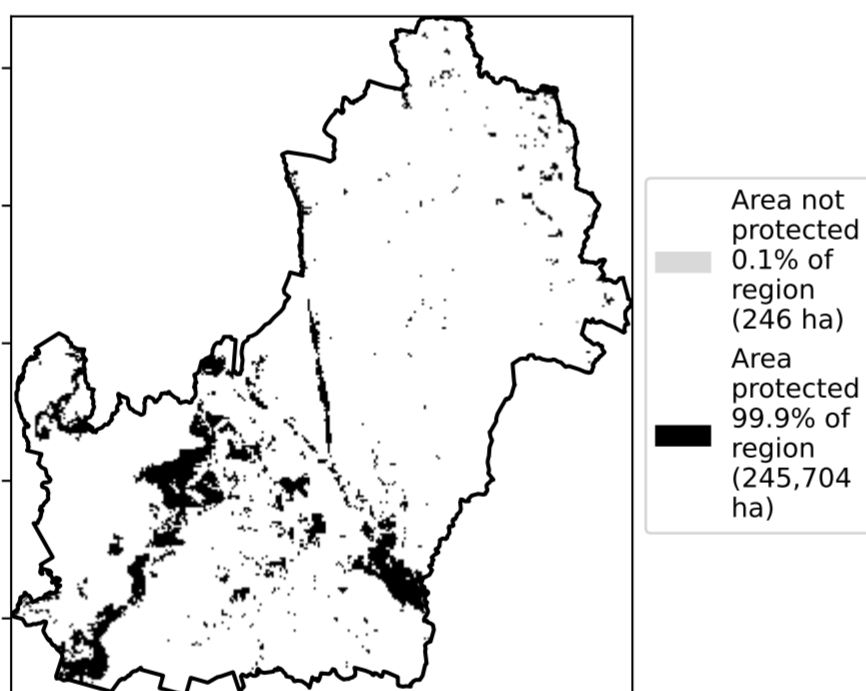 Area not
protected
0.1% of
region
(246 ha)
Area
protected
99.9% of
region
(245,704
ha)